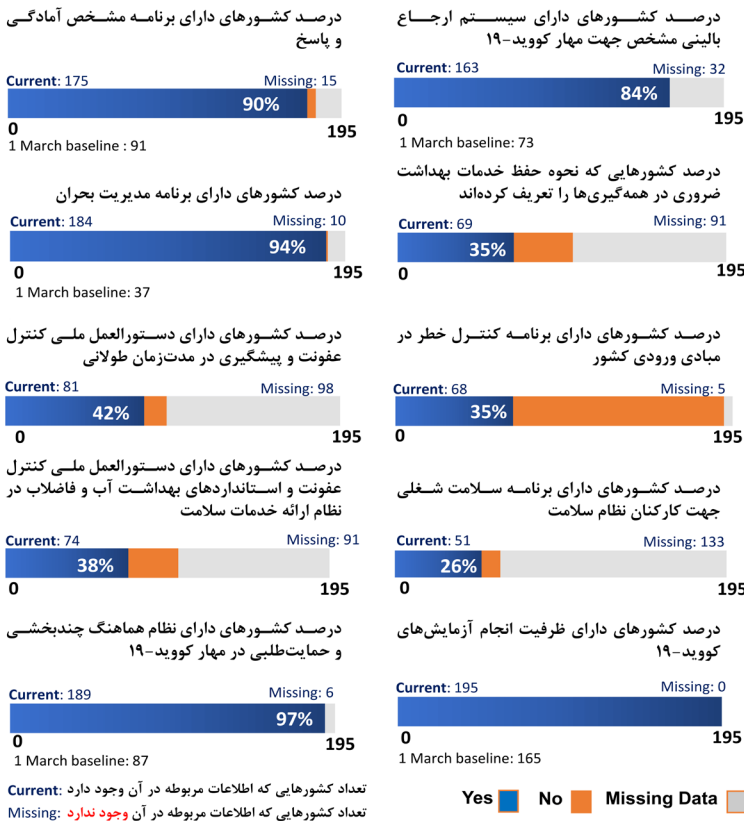 درصد کشورهای دارای سیستم ارجاع
بالینی مشخص جهت مهار کووید-۱۹
Current: 163
Missing: 32
84%
0
195
1 March baseline: 73
درصد کشورهای دارای برنامه مشخص آمادگی
و پاسخ
Current: 175
Missing: 15
90%
0
195
1 March baseline : 91
درصد کشورهایی که نحوه حفظ خدمات بهداشت
ضروری در همه‌گیری‌ها را تعریف کرده‌اند
Current: 69
Missing: 91
35%
0
195
درصد کشورهای دارای برنامه مدیریت بحران
Current: 184
Missing: 10
94%
0
195
1 March baseline: 37
درصد کشورهای دارای برنامه کنترل خطر در
مبادی ورودی کشور
Current: 68
Missing: 5
35%
0
195
درصد کشورهای دارای دستورالعمل ملی کنترل
عفونت و پیشگیری در مدت‌زمان طولانی
Current: 81
Missing: 98
42%
0
195
درصد کشورهای دارای برنامه سلامت شغلی
جهت کارکنان نظام سلامت
Current: 51
Missing: 133
26%
0
195
درصد کشورهای دارای دستورالعمل ملی کنترل
عفونت و استانداردهای بهداشت آب و فاضلاب در
نظام ارائه خدمات سلامت
Current: 74
Missing: 91
38%
0
195
درصد کشورهای دارای ظرفیت انجام آزمایش‌های
کووید-۱۹
Current: 195
Missing: 0
0
195
1 March baseline: 165
درصد کشورهای دارای نظام هماهنگ چندبخشی
و حمایت‌طلبی در مهار کووید-۱۹
Current: 189
Missing: 6
97%
0
195
1 March baseline: 87
Current: تعداد کشورهایی که اطلاعات مربوطه در آن وجود دارد
Missing: تعداد کشورهایی که اطلاعات مربوطه در آن وجود ندارد
Yes No Missing Data